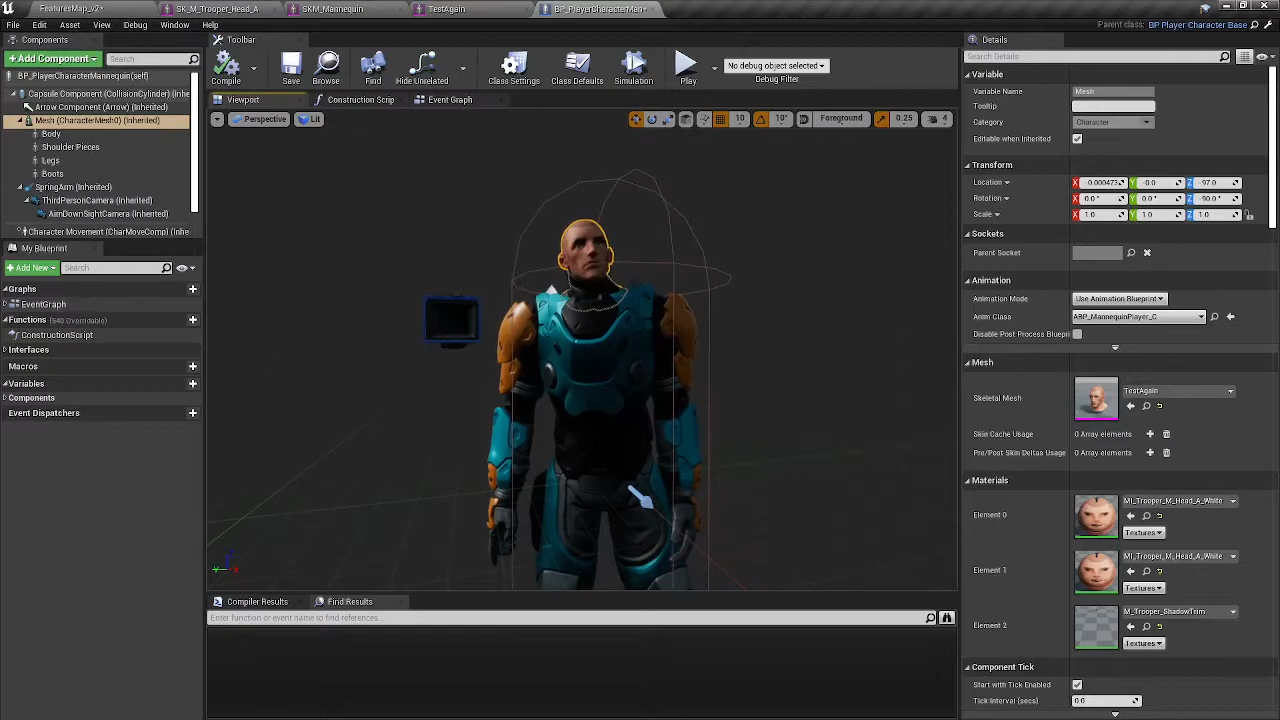 FeaturesMap_v2*
SK_M_Trooper_Head_A
SKM_Mannequin
TestAgain
BP_PlayerCharacterMan*
File
Edit
Asset
View
Debug
Window
Help
Parent class: BP Player Character Base
Components
Toolbar
Details
+ Add Component
Search
Compile
Save
Browse
Find
Hide Unrelated
Class Settings
Class Defaults
Simulation
Play
No debug object selected
Debug Filter
Search Details
BP_PlayerCharacterMannequin(self)
Capsule Component (CollisionCylinder) (Inhe
Arrow Component (Arrow) (Inherited)
Mesh (CharacterMesh0) (Inherited)
Body
Shoulder Pieces
Legs
Boots
SpringArm (Inherited)
ThirdPersonCamera (Inherited)
AimDownSightCamera (Inherited)
Character Movement (CharMoveComp) (Inhe
My Blueprint
+ Add New
Search
Graphs
EventGraph
Functions (540 Overridable)
ConstructionScript
Interfaces
Macros
Variables
Components
Event Dispatchers
Viewport
Construction Scrip
Event Graph
Perspective
Lit
10
10°
Foreground
0.25
4
Variable
Variable Name
Mesh
Tooltip
Category
Character
Editable when Inherited
Transform
Location
X -0.000473
Y -0.0
Z -97.0
Rotation
X 0.0 °
Y 0.0 °
Z -90.0 °
Scale
X 1.0
Y 1.0
Z 1.0
Sockets
Parent Socket
Animation
Animation Mode
Use Animation Blueprint
Anim Class
ABP_MannequinPlayer_C
Disable Post Process Blueprin
Mesh
Skeletal Mesh
TestAgain
Skin Cache Usage
0 Array elements
Pre/Post Skin Deltas Usage
0 Array elements
Materials
Element 0
MI_Trooper_M_Head_A_White
Textures
Element 1
MI_Trooper_M_Head_A_White
Textures
Element 2
M_Trooper_ShadowTrim
Textures
Component Tick
Start with Tick Enabled
Tick Interval (secs)
0.0
Compiler Results
Find Results
Enter function or event name to find references...